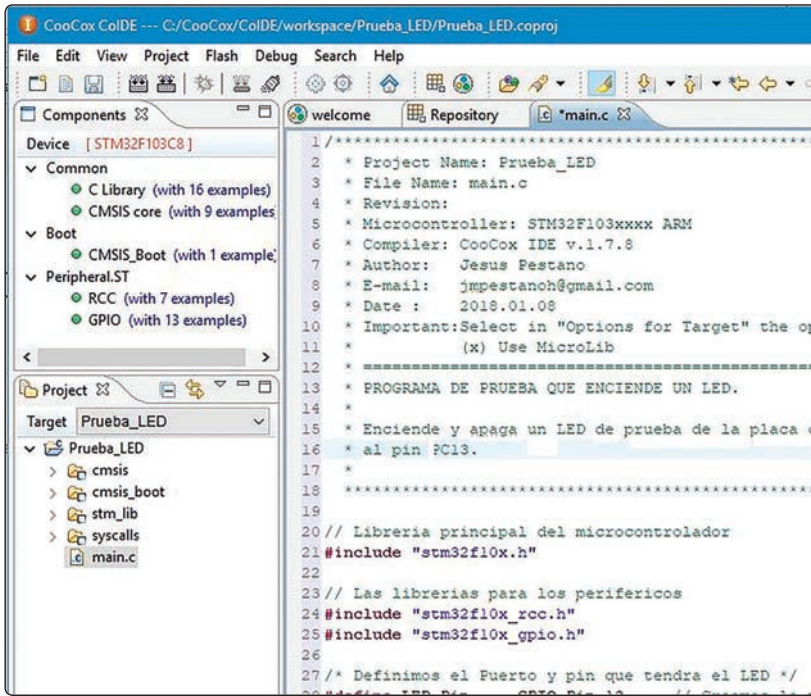 CooCox CoIDE --- C:/CooCox/CoIDE/workspace/Prueba_LED/Prueba_LED.coproj
File Edit View Project Flash Debug Search Help
Components
Device [ STM32F103C8 ]
Common
C Library (with 16 examples)
CMSIS core (with 9 examples
Boot
CMSIS_Boot (with 1 example
Peripheral.ST
RCC (with 7 examples)
GPIO (with 13 examples)
Project
Target Prueba_LED
Prueba_LED
cmsis
cmsis_boot
stm_lib
syscalls
main.c
welcome Repository *main.c
1 /*******************************************************
2 * Project Name: Prueba_LED
3 * File Name: main.c
4 * Revision:
5 * Microcontroller: STM32F103xxxx ARM
6 * Compiler: CooCox IDE v.1.7.8
7 * Author: Jesus Pestano
8 * E-mail: jmpestanoh@gmail.com
9 * Date : 2018.01.08
10 * Important:Select in "Options for Target" the op
11 * (x) Use MicroLib
12 * =====================================================
13 * PROGRAMA DE PRUEBA QUE ENCIENDE UN LED.
14 *
15 * Enciende y apaga un LED de prueba de la placa
16 * al pin PC13.
17 *
18 *******************************************************
19
20 // Libreria principal del microcontrolador
21 #include "stm32f10x.h"
22
23 // Las librerias para los perifericos
24 #include "stm32f10x_rcc.h"
25 #include "stm32f10x_gpio.h"
26
27 /* Definimos el Puerto y pin que tendra el LED */